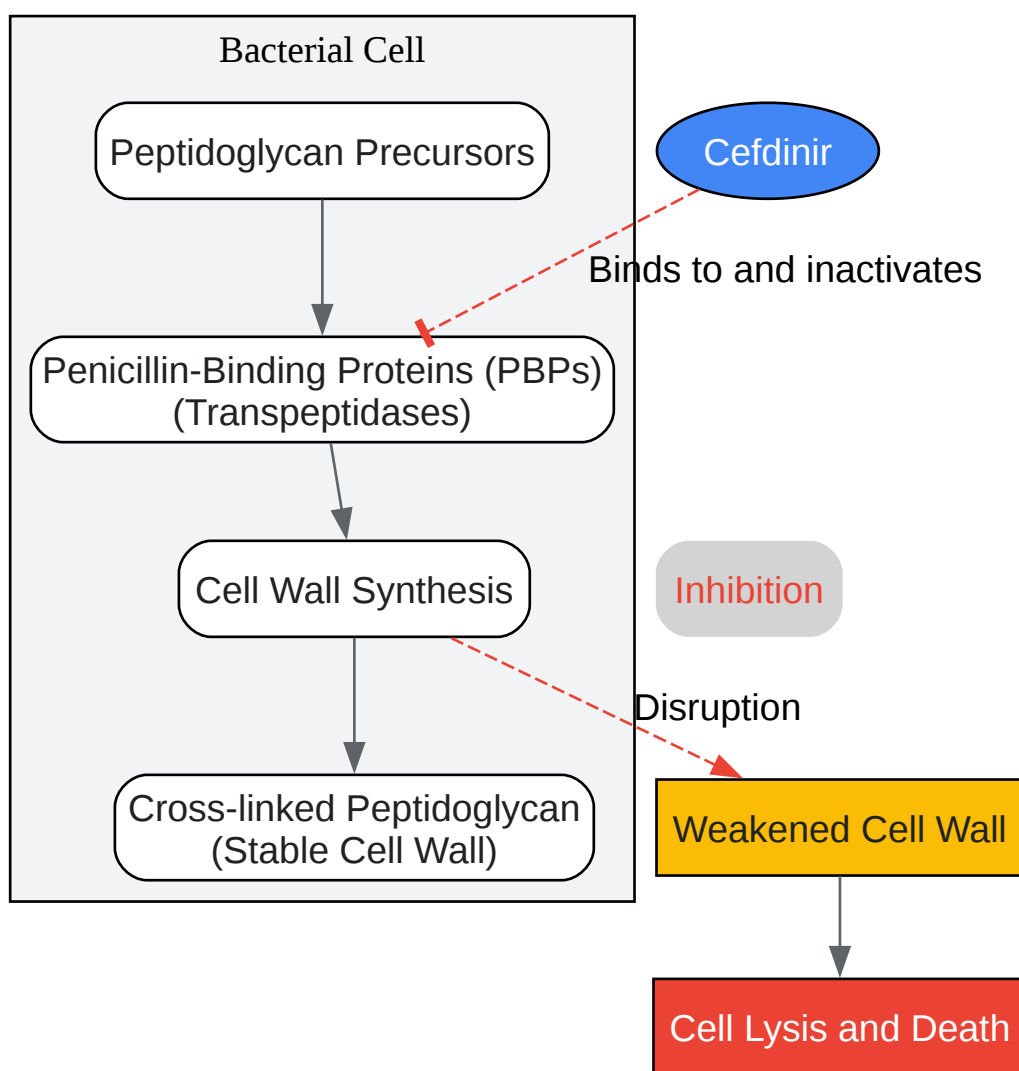 Bacterial Cell
Peptidoglycan Precursors
Cefdinir
Binds to and inactivates
Penicillin-Binding Proteins (PBPs)
(Transpeptidases)
Cell Wall Synthesis
Inhibition
Disruption
Cross-linked Peptidoglycan
(Stable Cell Wall)
Weakened Cell Wall
Cell Lysis and Death